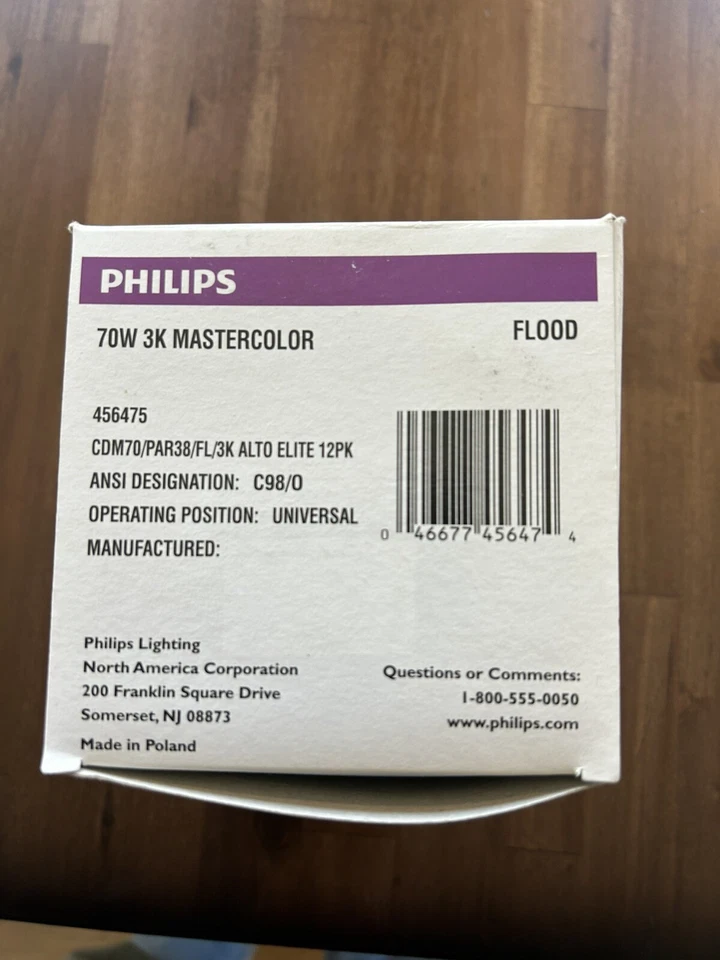 PHILIPS
70W 3K MASTERCOLOR
FLOOD
456475
CDM70/PAR38/FL/3K ALTO ELITE 12PK
ANSI DESIGNATION: C98/O
OPERATING POSITION: UNIVERSAL
MANUFACTURED:
0 46677 45647 4
Philips Lighting
North America Corporation
200 Franklin Square Drive
Somerset, NJ 08873
Made in Poland
Questions or Comments:
1-800-555-0050
www.philips.com